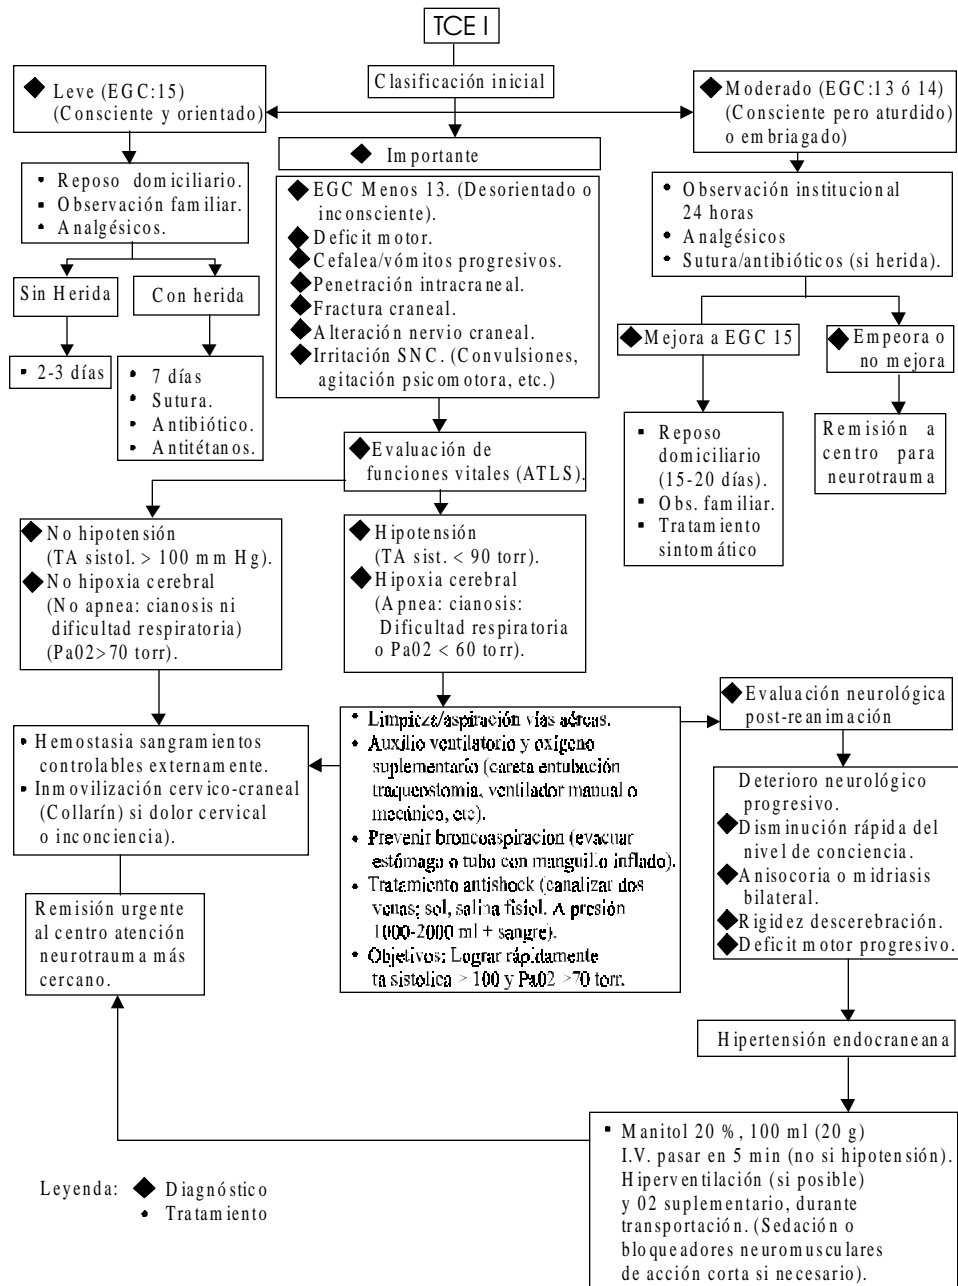 TCE I
Clasificación inicial
Leve (EGC:15)
(Consciente y orientado)
Moderado (EGC:13 ó 14)
(Consciente pero aturdido)
o embriagado)
Importante
Reposo domiciliario.
Observación familiar.
Analgésicos.
EGC Menos 13. (Desorientado o
inconsciente).
Deficit motor.
Cefalea/vómitos progresivos.
Penetración intracraneal.
Fractura craneal.
Alteración nervio craneal.
Irritación SNC. (Convulsiones,
agitación psicomotora, etc.)
Observación institucional
24 horas
Analgésicos
Sutura/antibióticos (si herida).
Sin Herida
Con herida
2-3 días
7 días
Sutura.
Antibiótico.
Antitétanos.
Mejora a EGC 15
Empeora o
no mejora
Reposo
domiciliario
(15-20 días).
Obs. familiar.
Tratamiento
sintomático
Remisión a
centro para
neurotrauma
Evaluación de
funciones vitales (ATLS).
No hipotensión
(TA sistol. > 100 mm Hg).
No hipoxia cerebral
(No apnea: cianosis ni
dificultad respiratoria)
(Pa02>70 torr).
Hipotensión
(TA sist. < 90 torr).
Hipoxia cerebral
(Apnea: cianosis:
Dificultad respiratoria
o Pa02 < 60 torr).
Hemostasia sangramientos
controlables externamente.
Inmovilización cervico-craneal
(Collarín) si dolor cervical
o inconciencia).
Limpieza/aspiración vías aéreas.
Auxilio ventilatorio y oxígeno
suplementario (careta entubación
traqueostomia, ventilador manual o
mecánico, etc).
Prevenir broncoaspiracion (evacuar
estómago o tubo con manguillo inflado).
Tratamiento antishock (canalizar dos
venas; sol, salina fisiol. A presión
1000-2000 ml + sangre).
Objetivos: Lograr rápidamente
ta sistolica > 100 y Pa02 >70 torr.
Evaluación neurológica
post-reanimación
Deterioro neurológico
progresivo.
Disminución rápida del
nivel de conciencia.
Anisocoria o midriasis
bilateral.
Rigidez descerebración.
Deficit motor progresivo.
Remisión urgente
al centro atención
neurotrauma más
cercano.
Hipertensión endocraneana
Manitol 20 %, 100 ml (20 g)
I.V. pasar en 5 min (no si hipotensión).
Hiperventilación (si posible)
y 02 suplementario, durante
transportación. (Sedación o
bloqueadores neuromusculares
de acción corta si necesario).
Leyenda: Diagnóstico
Tratamiento